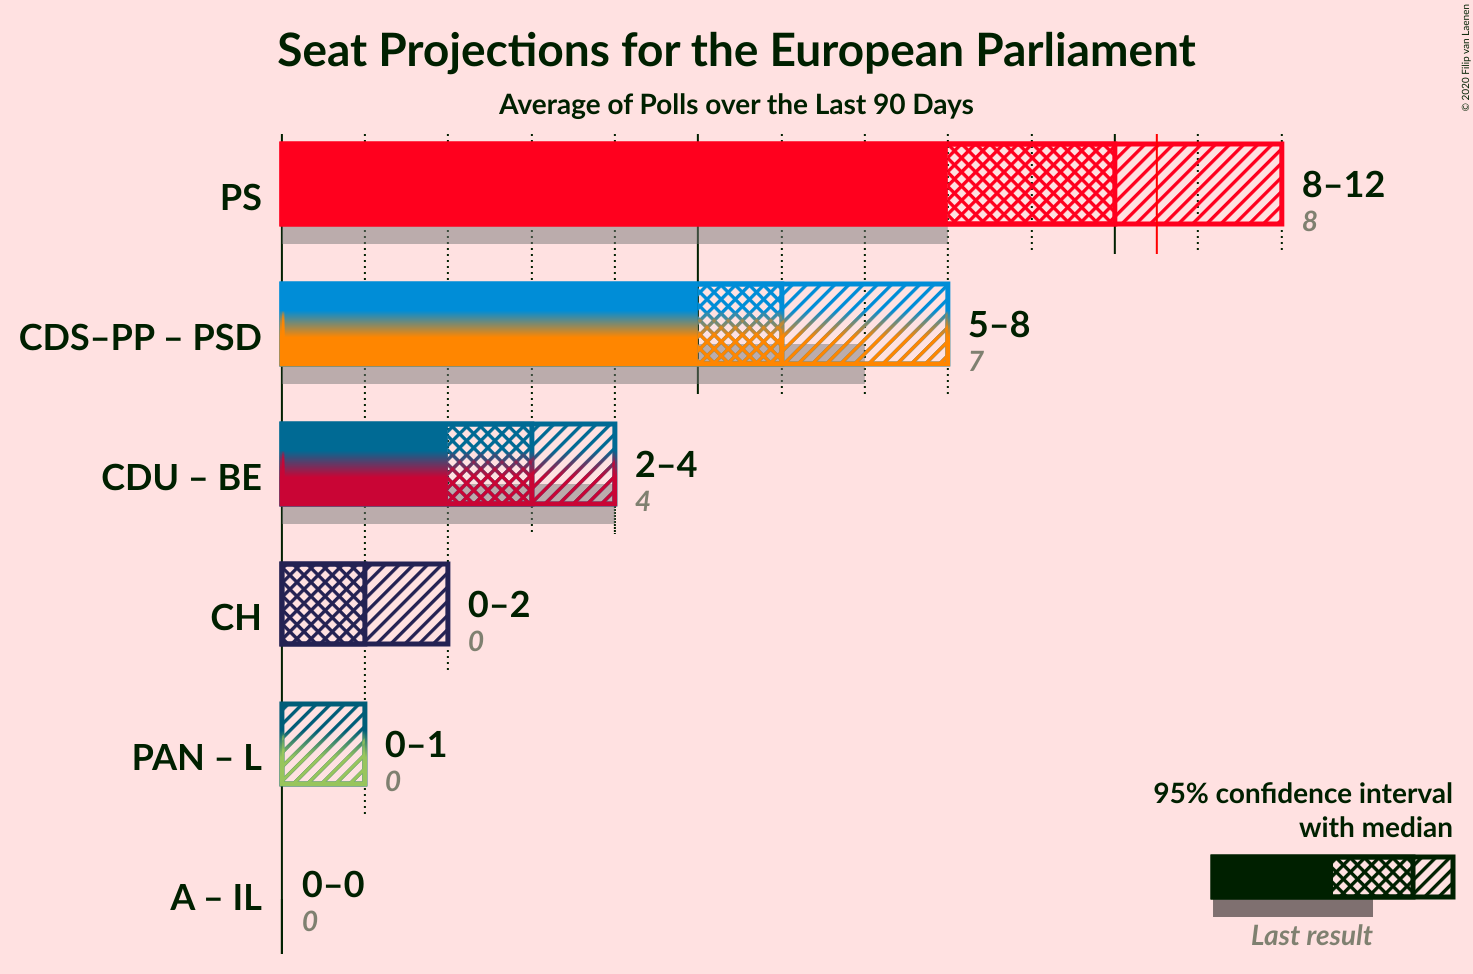 Seat Projections for the European Parliament
Average of Polls over the Last 90 Days
© 2020 Filip van Laenen
PS
8–12
8
CDS–PP – PSD
5–8
7
CDU – BE
2–4
4
CH
0–2
0
PAN – L
0–1
0
A – IL
0–0
0
95% confidence interval
with median
Last result